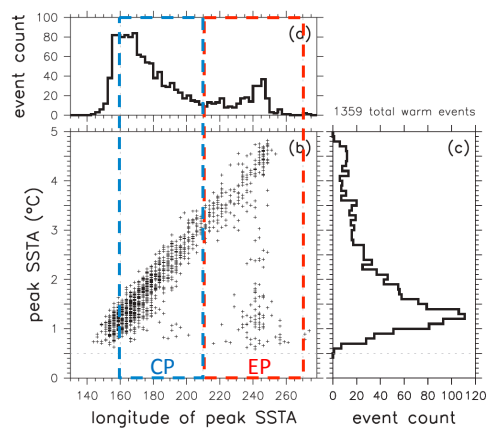 event count
100
80
60
40
20
0
(a)
1359 total warm events
peak SSTA (°C)
5
4
3
2
1
0
(b)
(c)
CP
EP
140 160 180 200 220 240 260
longitude of peak SSTA
0 20 40 60 80 100 120
event count